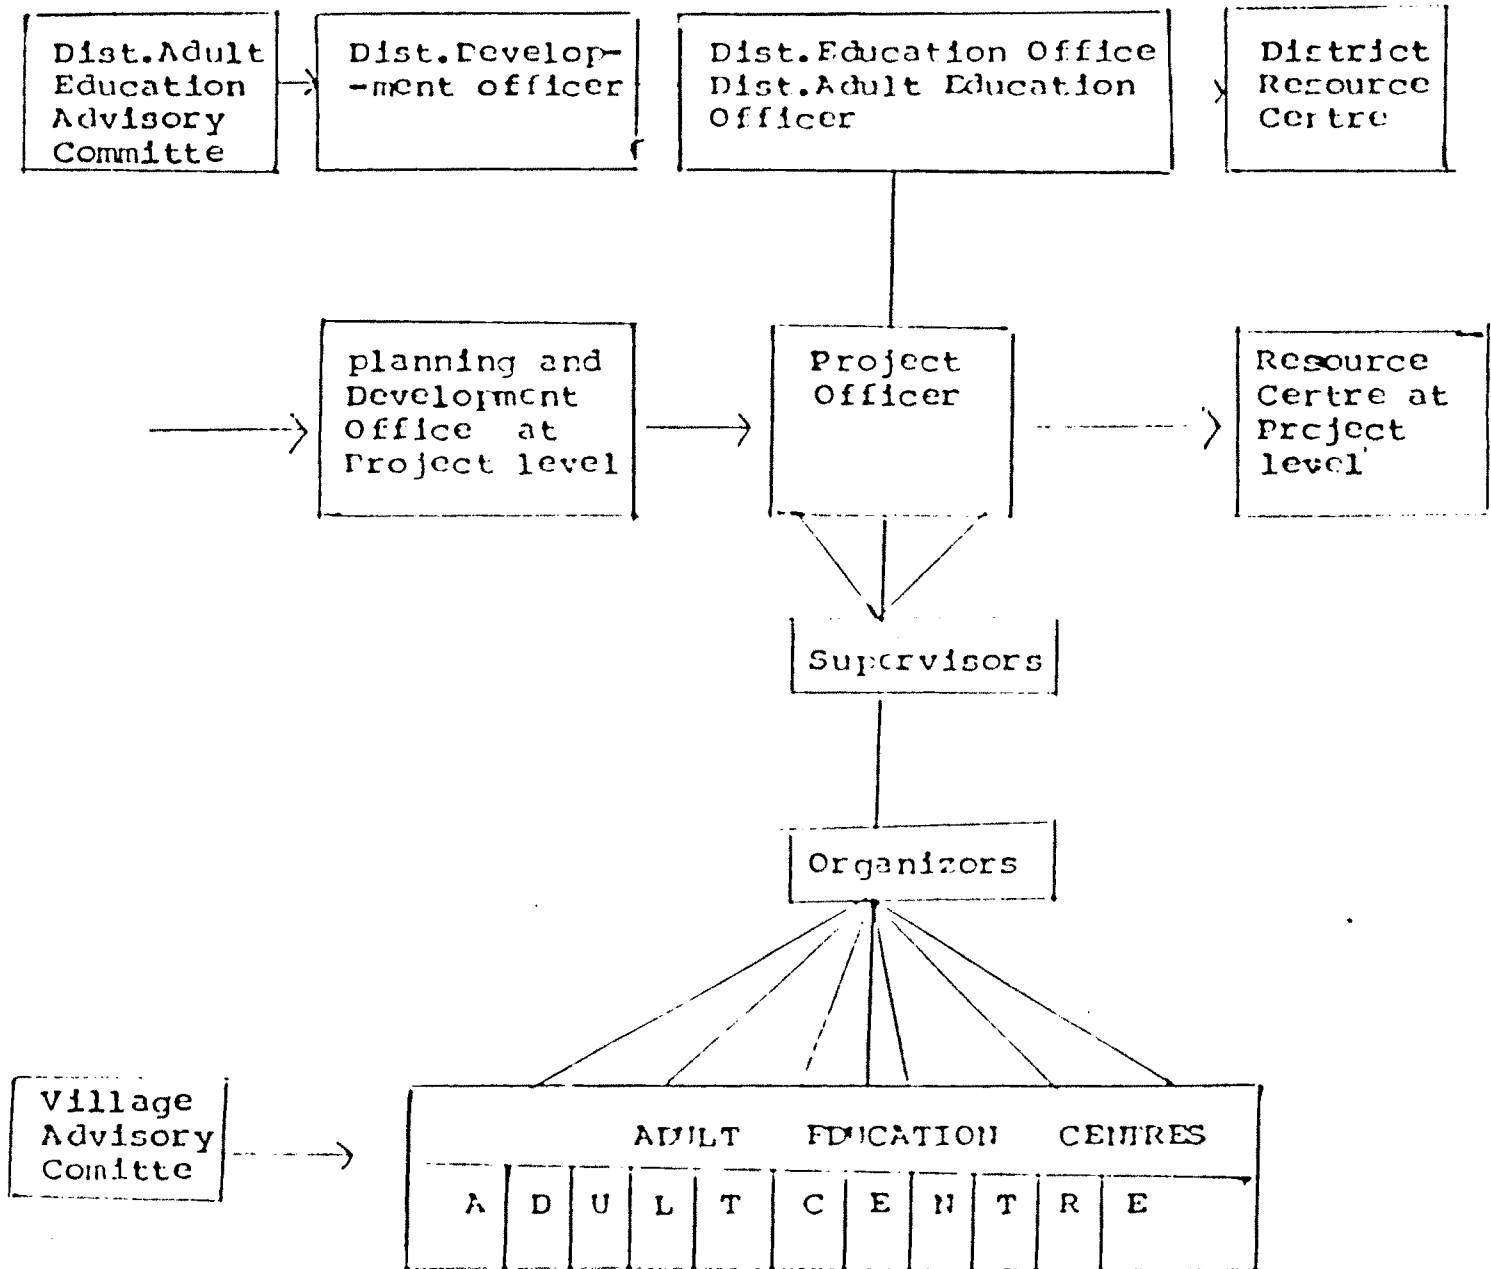 Dist.Adult
Education
Advisory
Committe
Dist.Develop-
-ment officer
Dist.Education Office
Dist.Adult Education
Officer
District
Resource
Certre
planning and
Development
Office at
Project level
Project
Officer
Resource
Certre at
Project
level
Supervisors
Organizors
Village
Advisory
Comitte
ADULT EDUCATION CENTRES
A D U L T C E N T R E